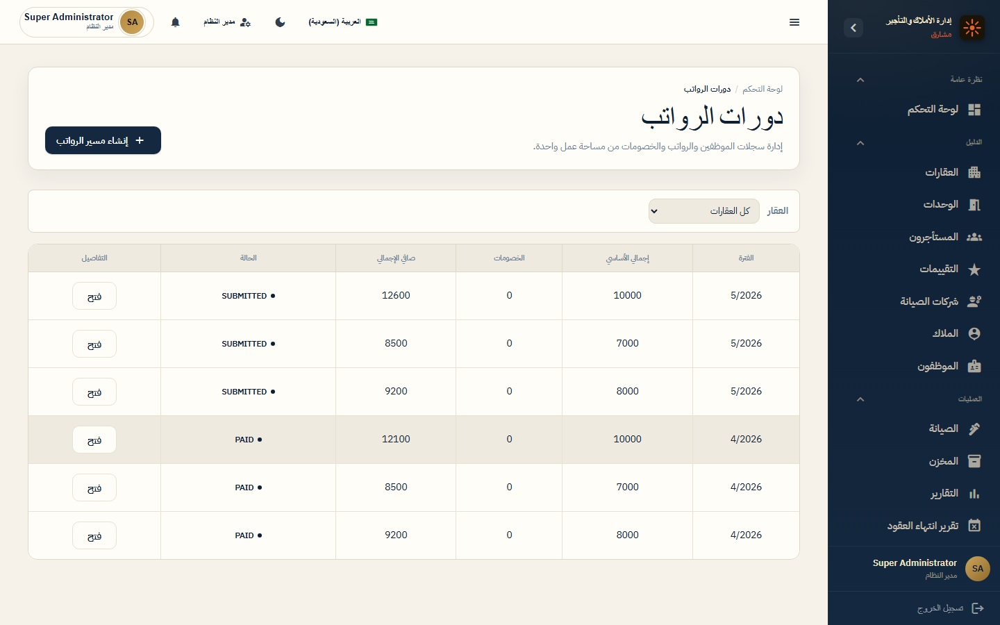 إدارة الأملاك والتأجير
مشارق
نظرة عامة
لوحة التحكم
الدليل
العقارات
الوحدات
المستأجرون
التقييمات
شركات الصيانة
الملاك
الموظفون
العمليات
الصيانة
المخزن
التقارير
تقرير انتهاء العقود
SA
Super Administrator
مدير النظام
تسجيل الخروج
العربية (السعودية)
مدير النظام
SA
Super Administrator
مدير النظام
لوحة التحكم / دورات الرواتب
دورات الرواتب
إدارة سجلات الموظفين والرواتب والخصومات من مساحة عمل واحدة.
إنشاء مسير الرواتب
العقار كل العقارات
الفترة إجمالي الأساسي الخصومات صافي الإجمالي الحالة التفاصيل
5/2026 10000 0 12600 SUBMITTED فتح
5/2026 7000 0 8500 SUBMITTED فتح
5/2026 8000 0 9200 SUBMITTED فتح
4/2026 10000 0 12100 PAID فتح
4/2026 7000 0 8500 PAID فتح
4/2026 8000 0 9200 PAID فتح